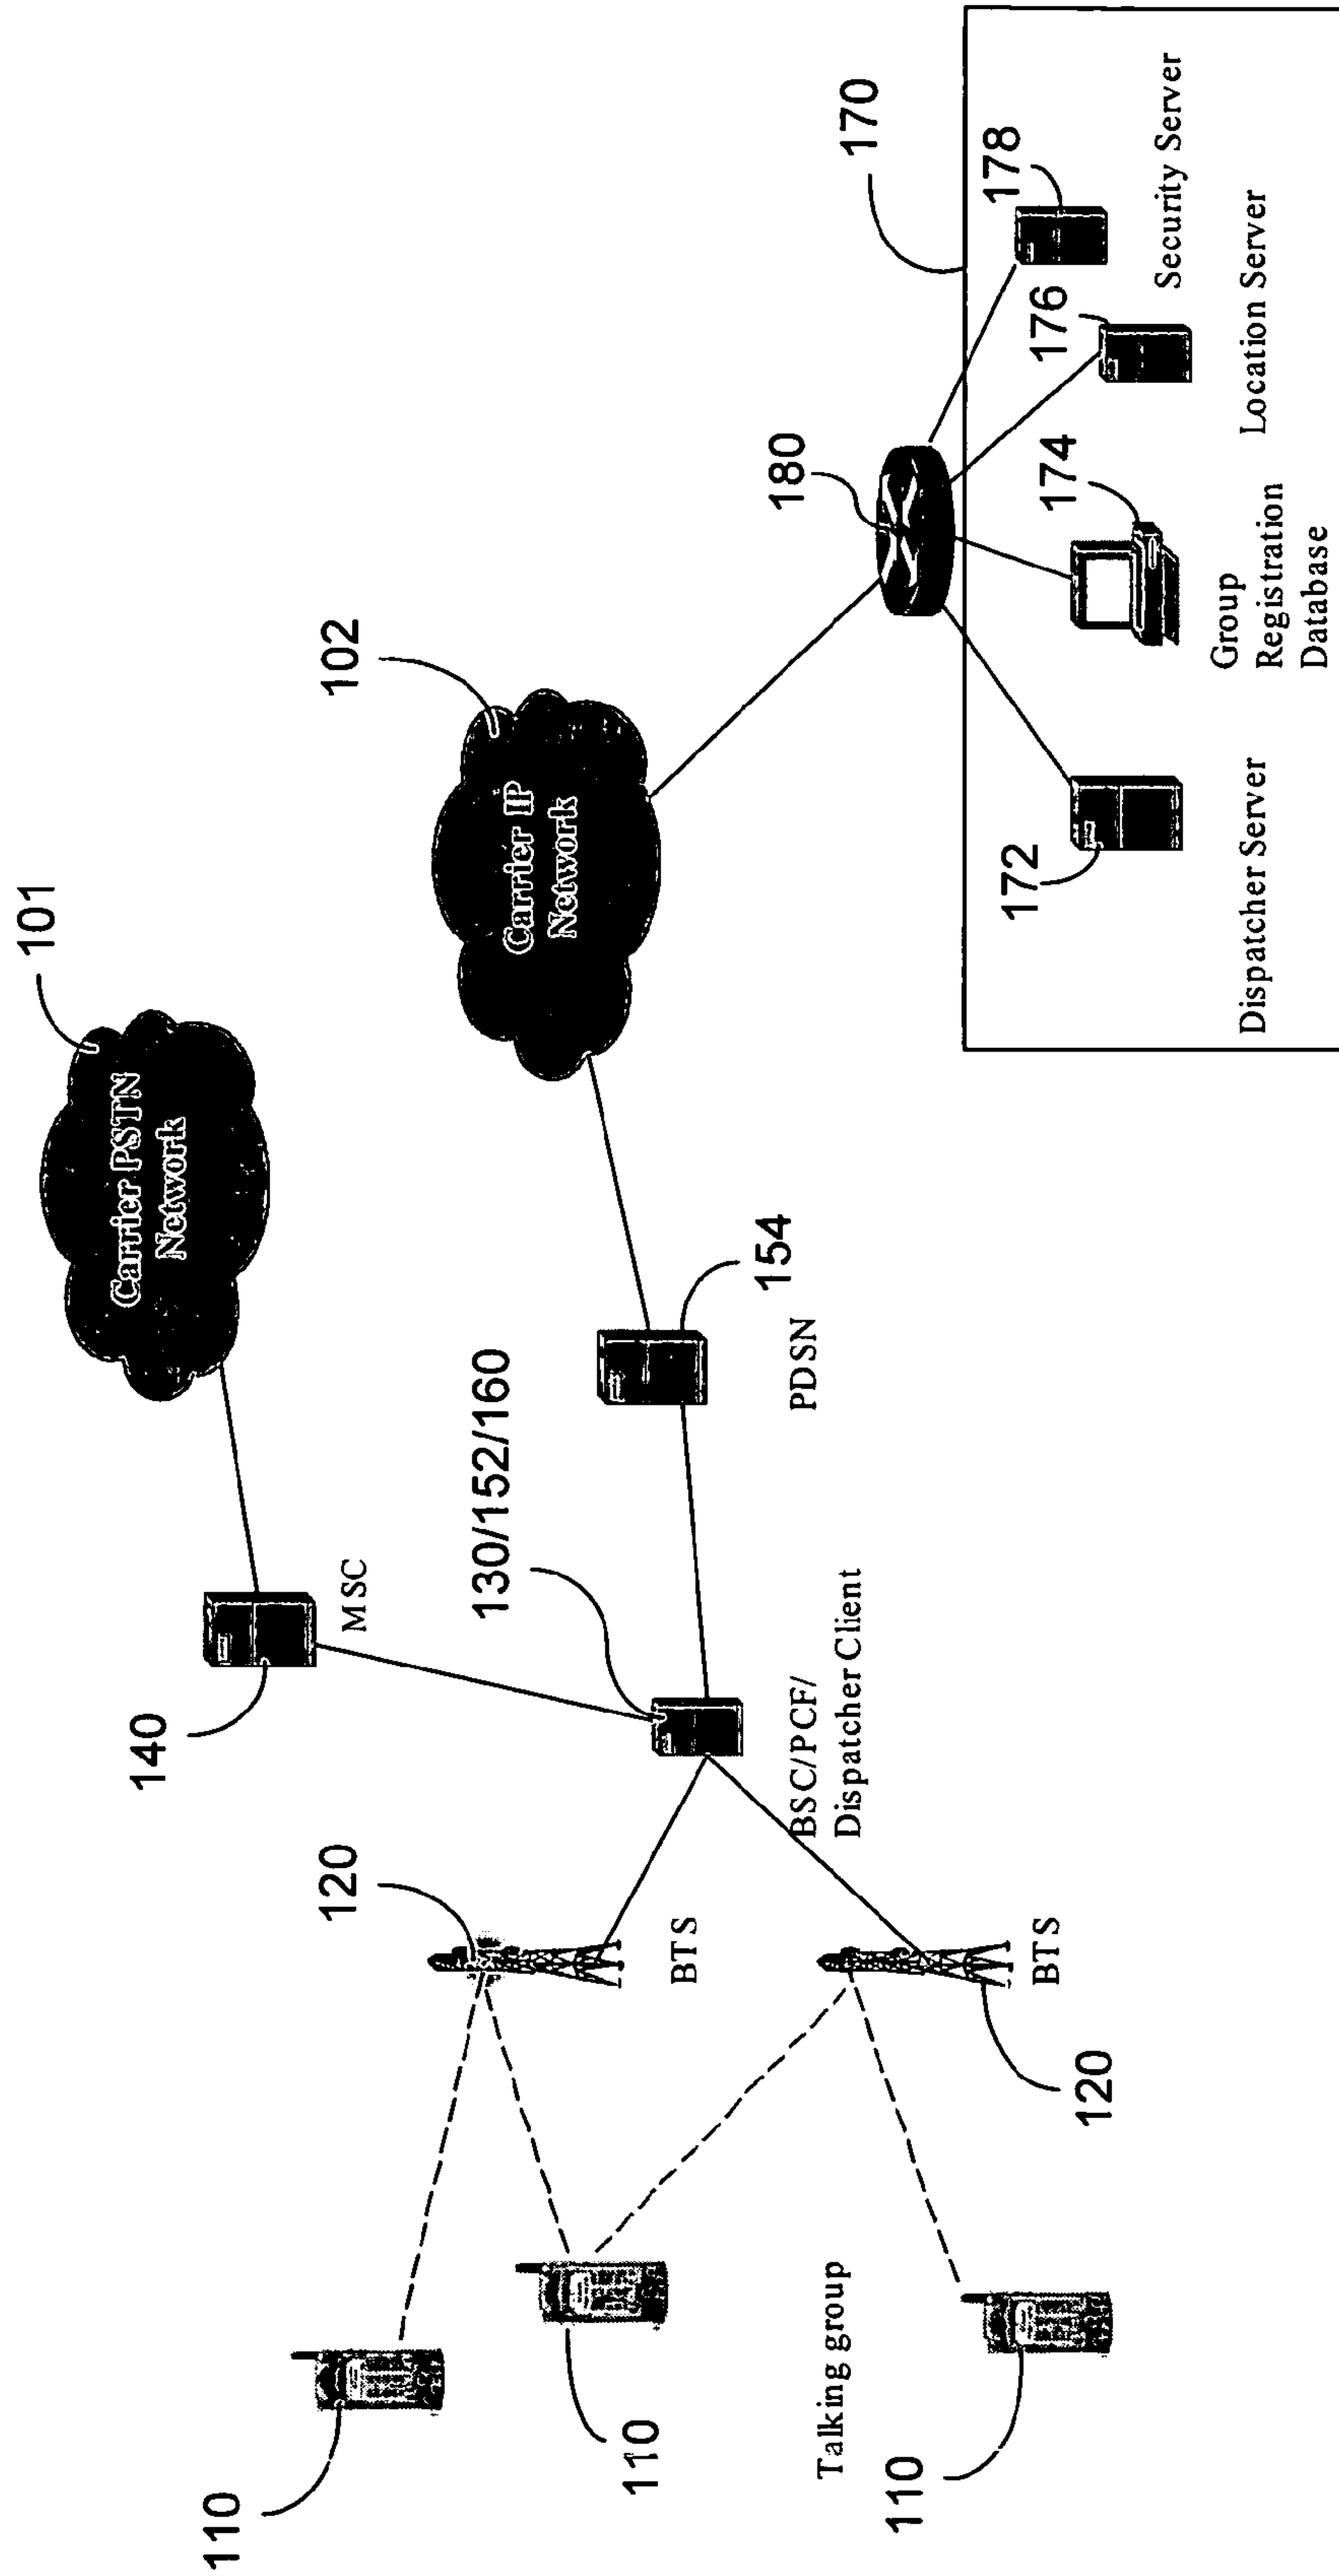 101
Carrier PSTN
Network
102
Carrier IP
Network
140
MSC
130/152/160
BSC/PCF/
Dispatcher Client
154
PDSN
120
BTS
120
BTS
110
110
Talking group
110
180
170
172
Dispatcher Server
174
Group
Registration
Database
176
Location Server
178
Security Server